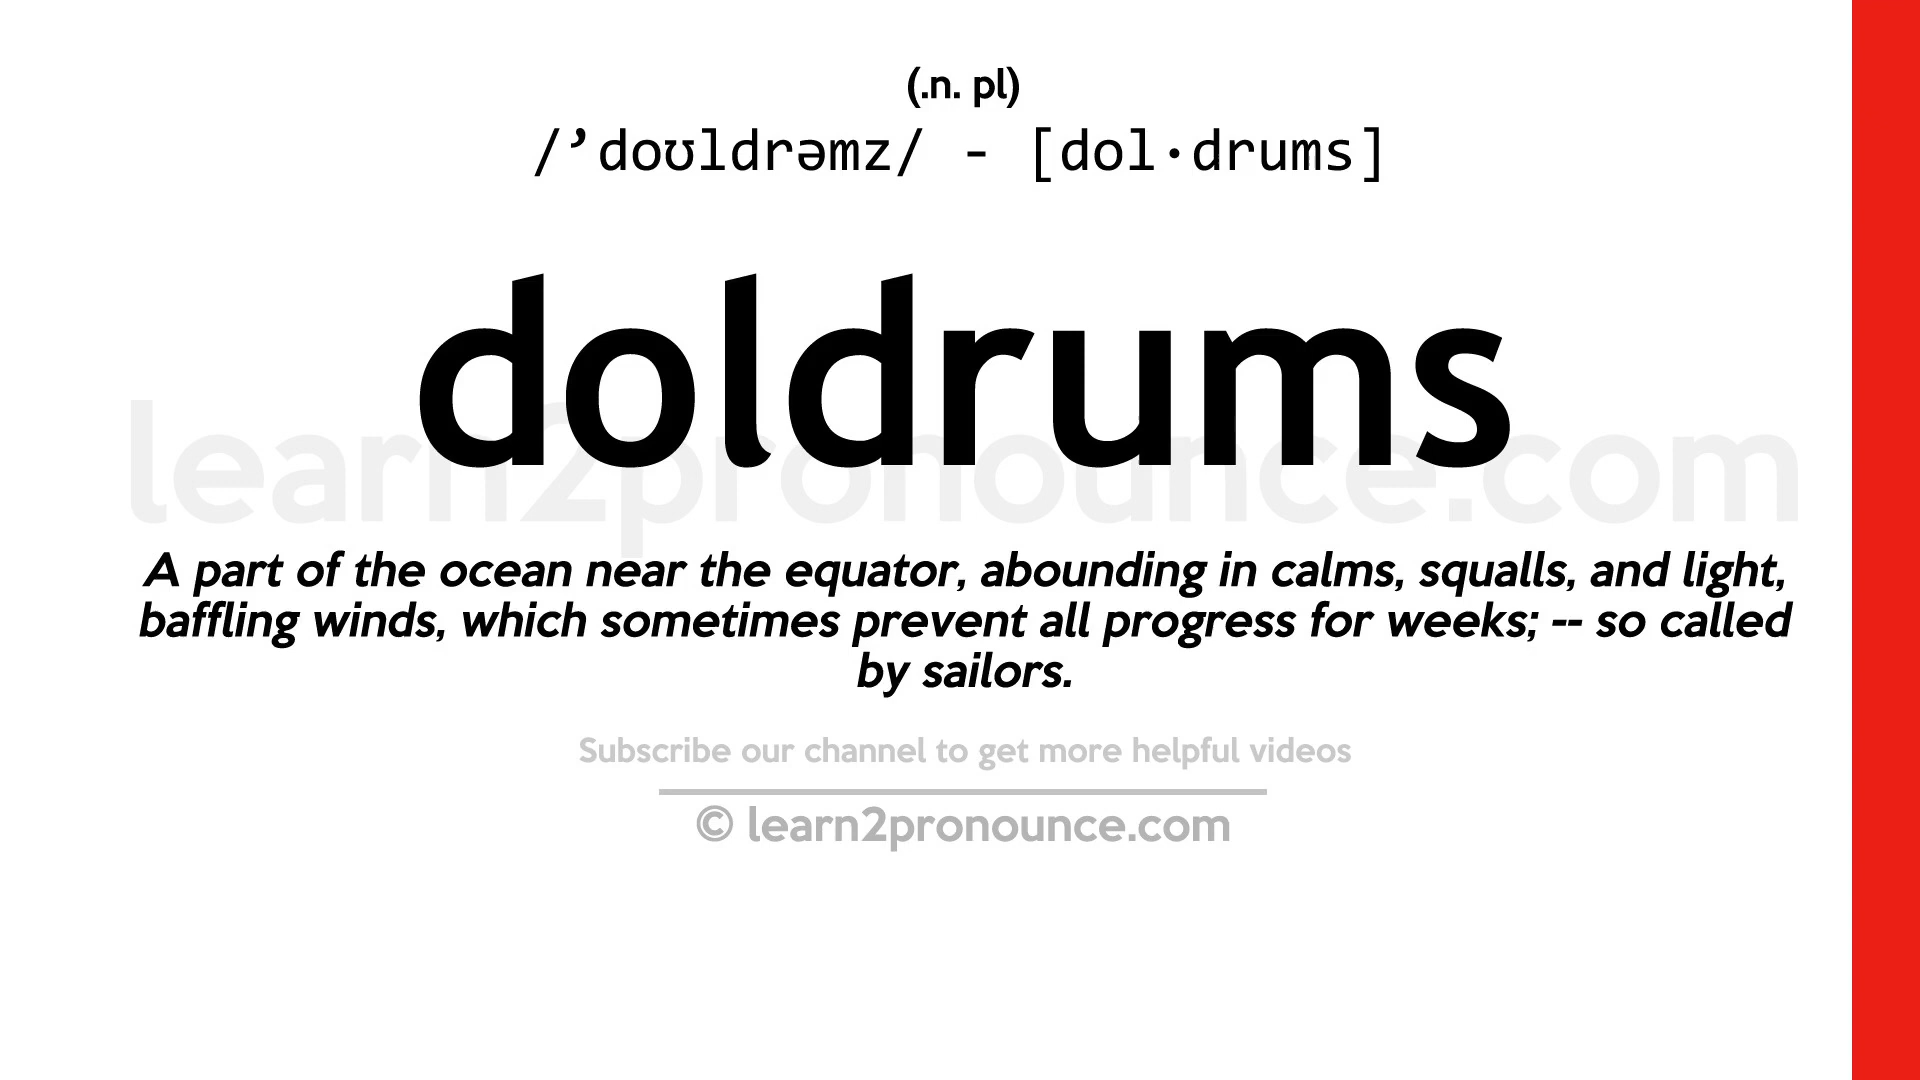 (.n. pl)
/’doʊldrəmz/ - [dol·drums]
doldrums
learn2pronounce.com
A part of the ocean near the equator, abounding in calms, squalls, and light,
baffling winds, which sometimes prevent all progress for weeks; -- so called
by sailors.
Subscribe our channel to get more helpful videos
© learn2pronounce.com